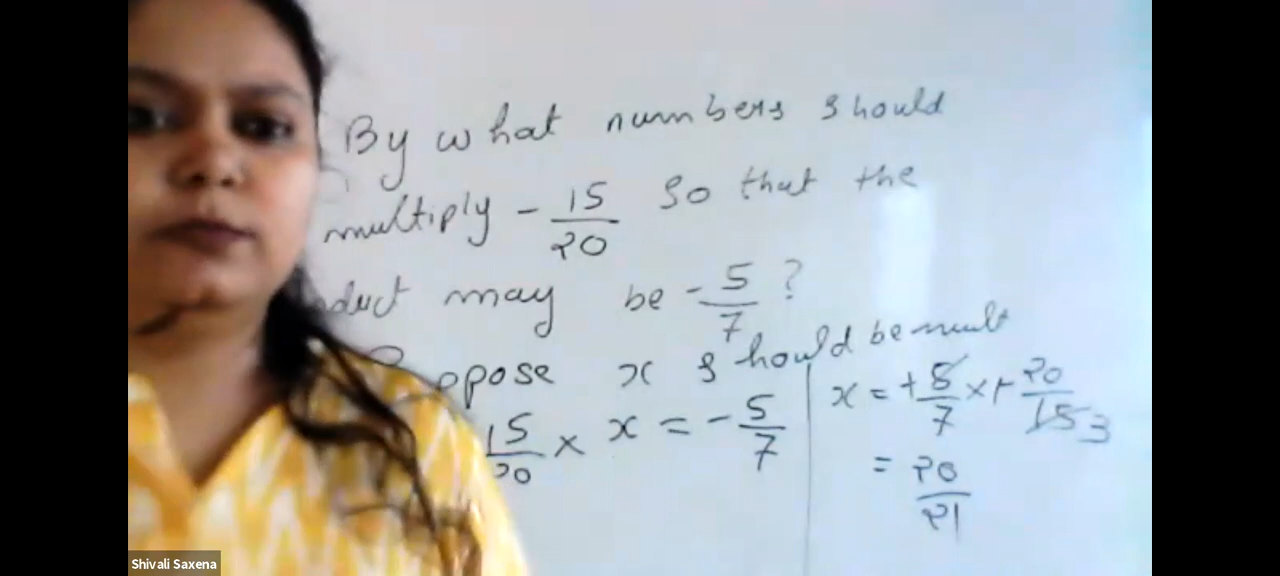 By what numbers should
multiply - 15/20 so that the
duct may be - 5/7 ?
ppose x should be mult
15/20 × x = - 5/7
x = + 5/7 × + 20/15 3
= 20/21
Shivali Saxena